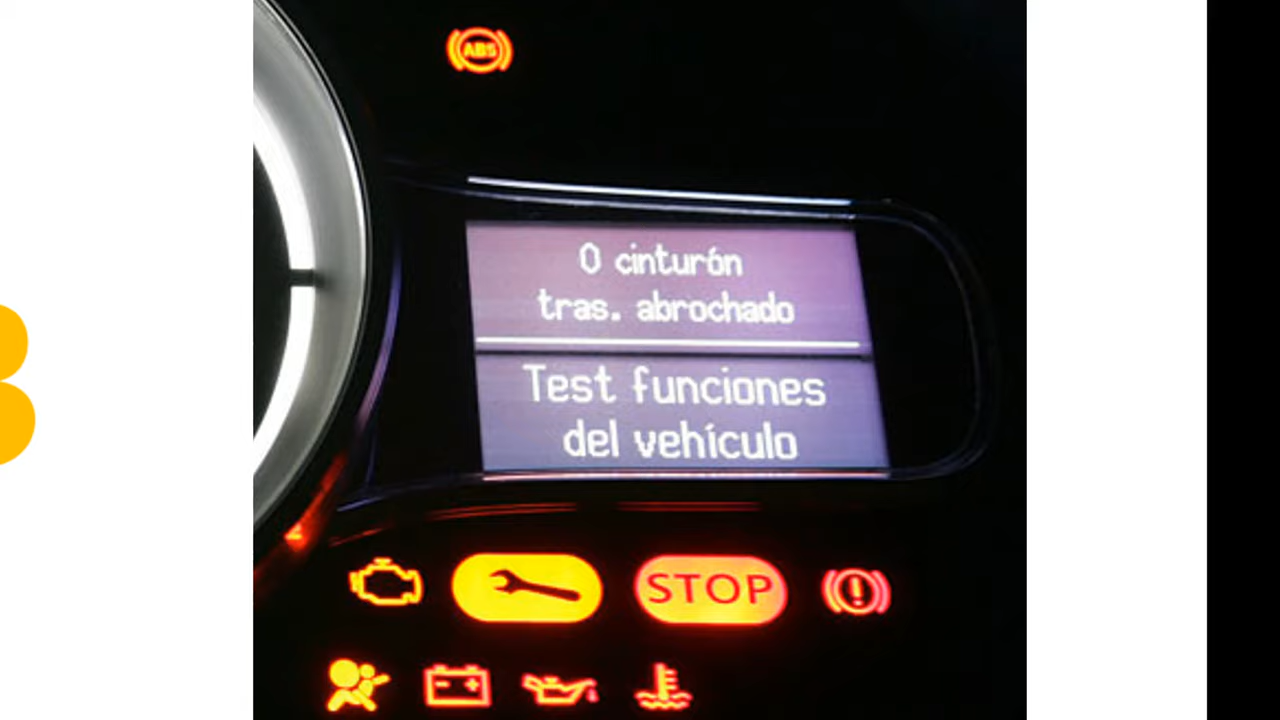 ABS
0 cinturón
tras. abrochado
Test funciones
del vehículo
STOP